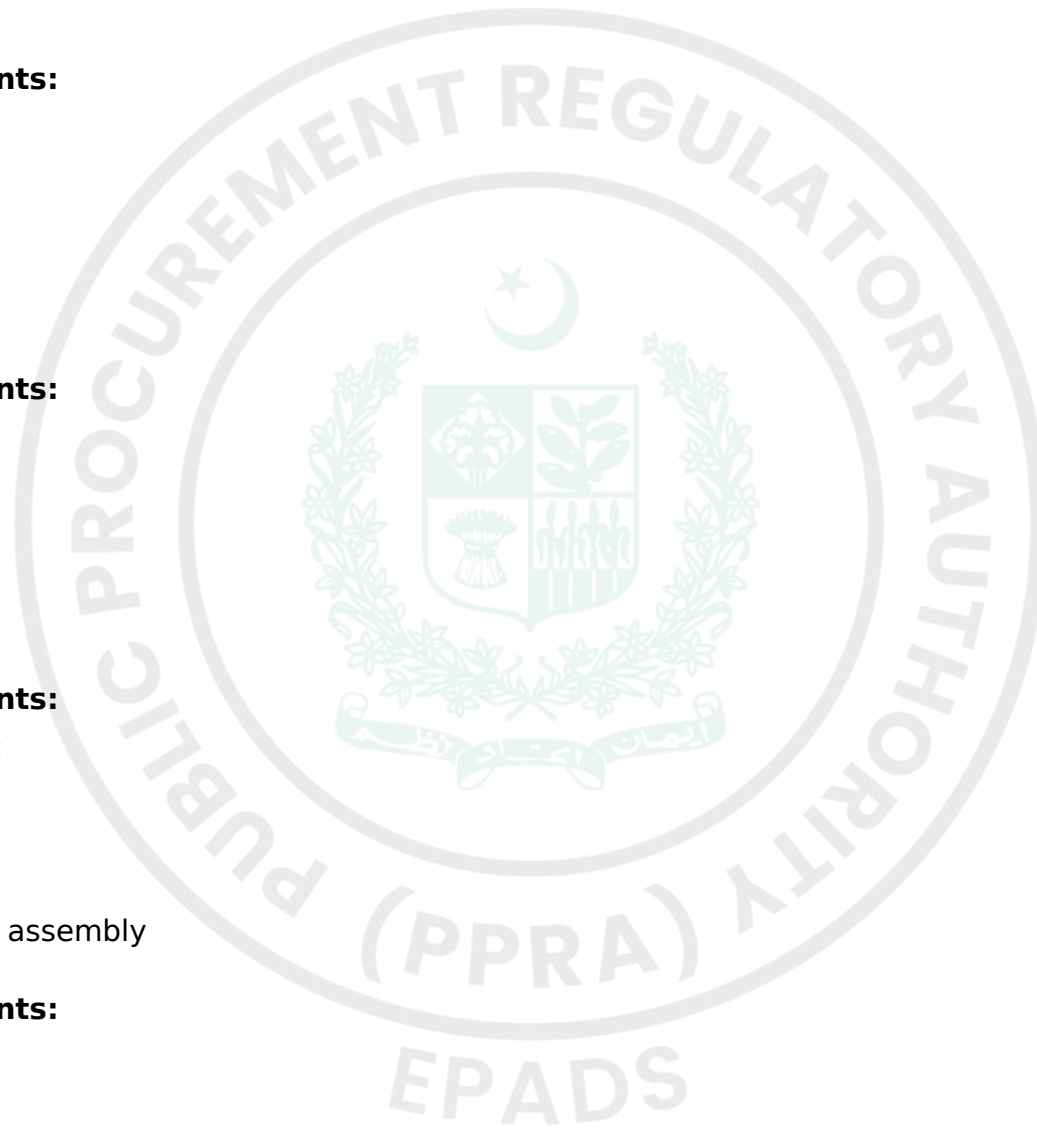 nts:
nts:
nts:
assembly
nts:
PUBLIC PROCUREMENT REGULATORY AUTHORITY
(PPRA)
EPADS